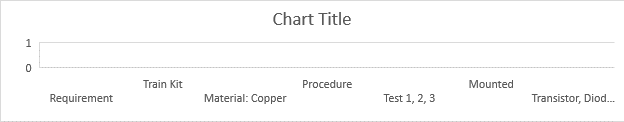 Chart Title
1
0
Train Kit Procedure Mounted
Requirement Material: Copper Test 1, 2, 3 Transistor, Diod...